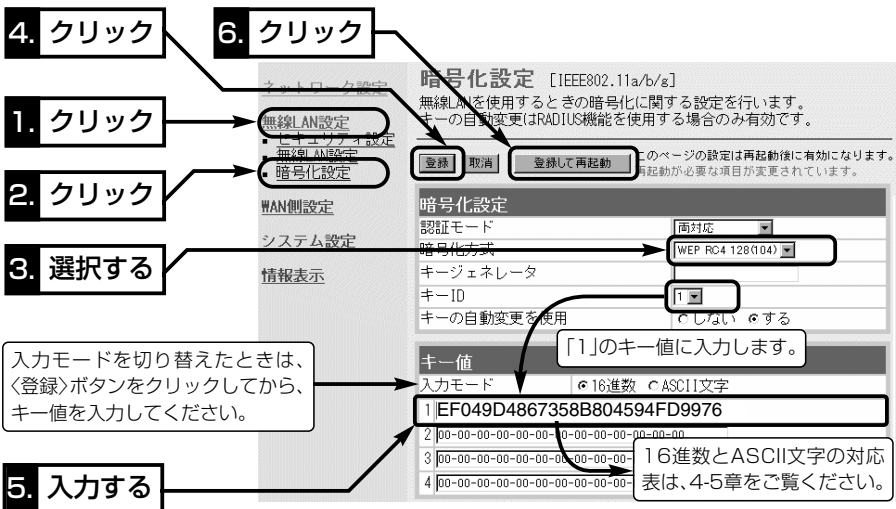 4. クリック
6. クリック
1. クリック
2. クリック
3. 選択する
入力モードを切り替えたときは、
〈登録〉ボタンをクリックしてから、
キー値を入力してください。
5. 入力する
ネットワーク設定
無線LAN設定
セキュリティ設定
無線LAN設定
暗号化設定
WAN側設定
システム設定
情報表示
暗号化設定 [IEEE802.11a/b/g]
無線LANを使用するときの暗号化に関する設定を行います。
キーの自動変更はRADIUS機能を使用する場合のみ有効です。
登録 取消 登録して再起動
このページの設定は再起動後に有効になります。
再起動が必要な項目が変更されています。
暗号化設定
認証モード 両対応
暗号化方式 WEP RC4 128(104)
キージェネレータ
キーID 1
キーの自動変更を使用 しない する
「1」のキー値に入力します。
キー値
入力モード 16進数 ASCII文字
1 EF049D4867358B804594FD9976
2 00-00-00-00-00-00-00-00-00-00-00-00-00
3 00-00-00-00-00-00-00-00-00-00
4 00-00-00-00-00-00-00-00-00-00
16進数とASCII文字の対応
表は、4-5章をご覧ください。